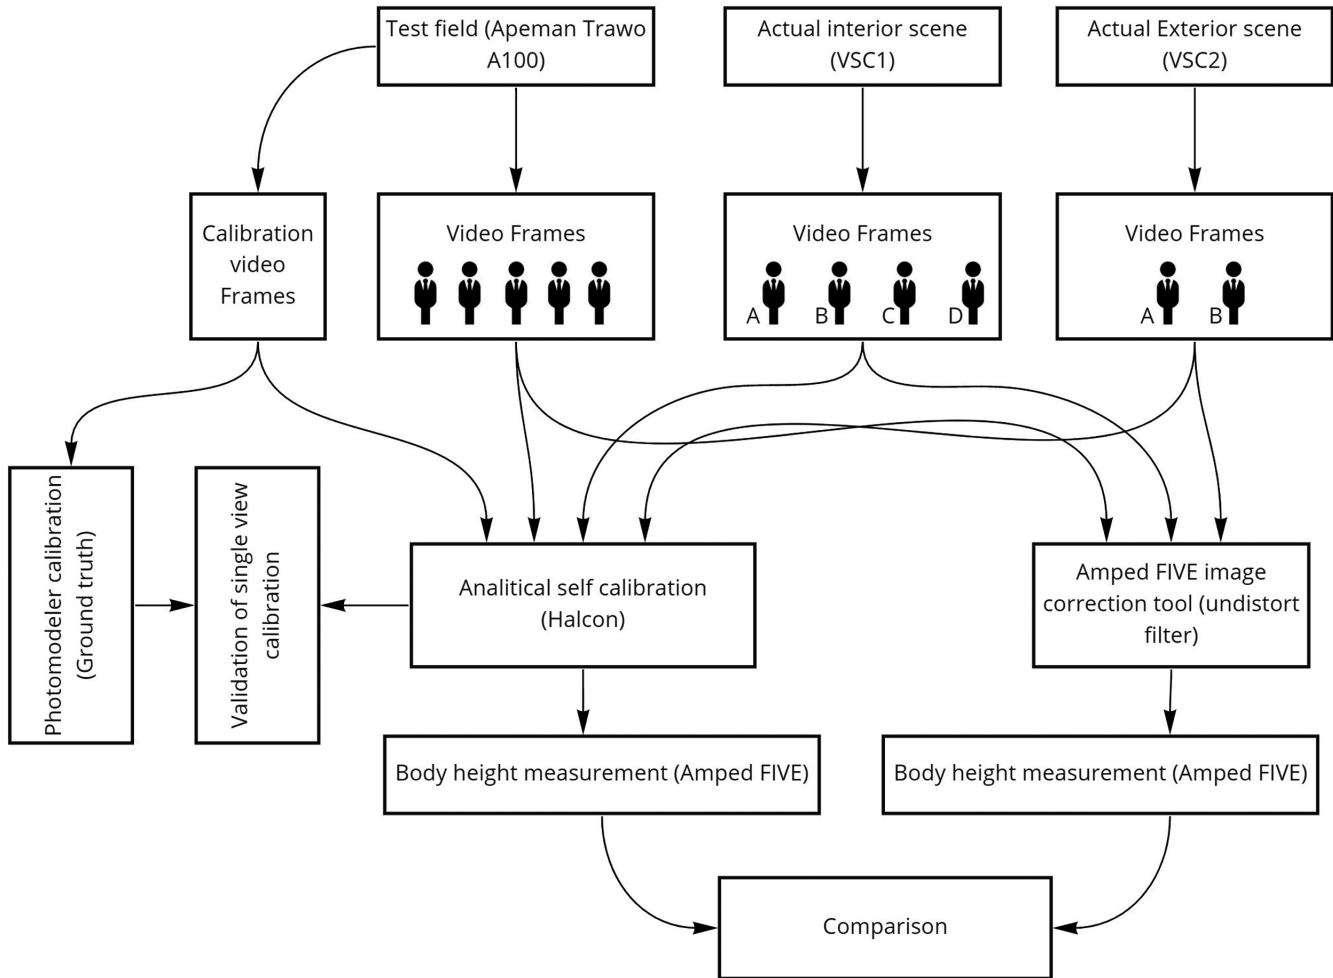 Test field (Apeman Trawo
A100)
Actual interior scene
(VSC1)
Actual Exterior scene
(VSC2)
Calibration
video
Frames
Video Frames
Video Frames
A B C D
Video Frames
A B
Photomodeler calibration
(Ground truth)
Validation of single view
calibration
Analitical self calibration
(Halcon)
Amped FIVE image
correction tool (undistort
filter)
Body height measurement (Amped FIVE)
Body height measurement (Amped FIVE)
Comparison